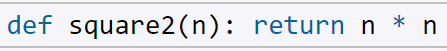 def square2(n): return n * n